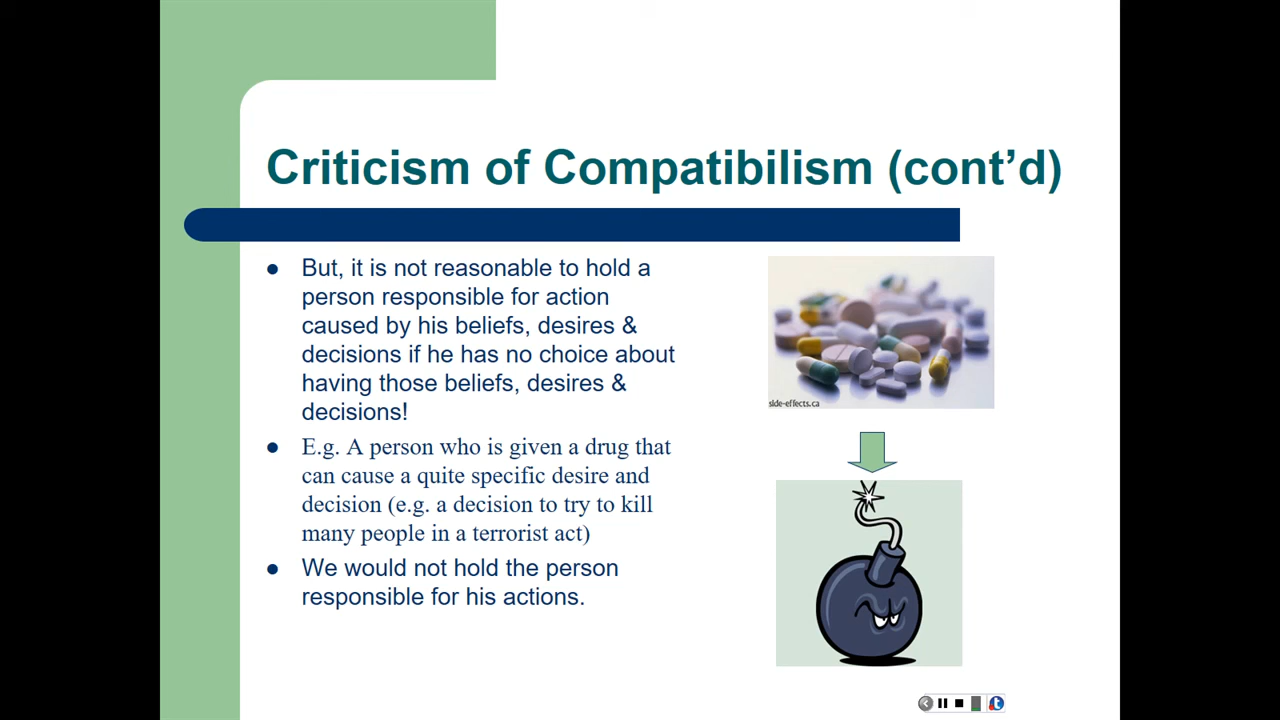 Criticism of Compatibilism (cont’d)
But, it is not reasonable to hold a
person responsible for action
caused by his beliefs, desires &
decisions if he has no choice about
having those beliefs, desires &
decisions!
E.g. A person who is given a drug that
can cause a quite specific desire and
decision (e.g. a decision to try to kill
many people in a terrorist act)
We would not hold the person
responsible for his actions.
side-effects.ca
t